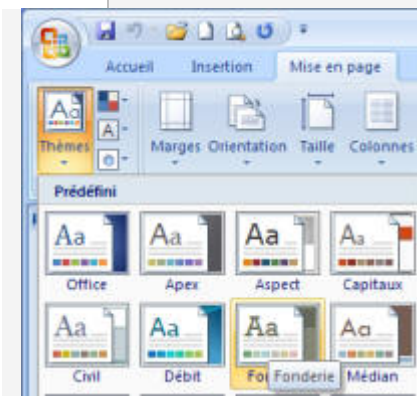 Accueil Insertion Mise en page
Aa
A
Thèmes Marges Orientation Taille Colonnes
Prédéfini
Aa Aa Aa Aa
Office Apex Aspect Capitaux
Aa Aa Aa Aa
Civil Débit Fo Fonderie Médian